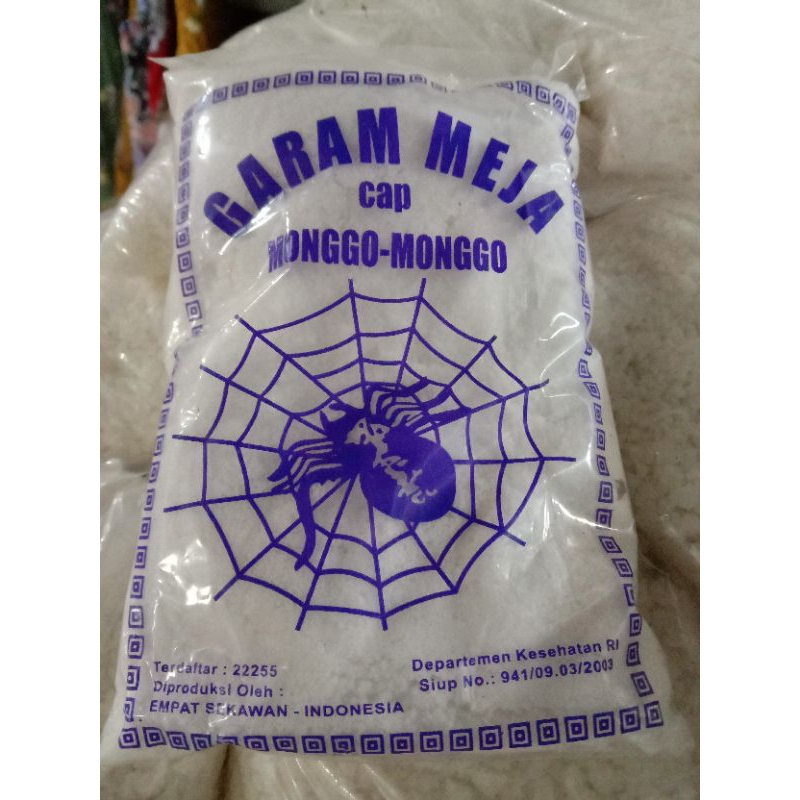 GARAM MEJA
cap
MONGGO-MONGGO
Terdaftar : 22255
Diproduksi Oleh :
EMPAT SEKAWAN - INDONESIA
Departemen Kesehatan RI
Siup No.: 941/09.03/2003